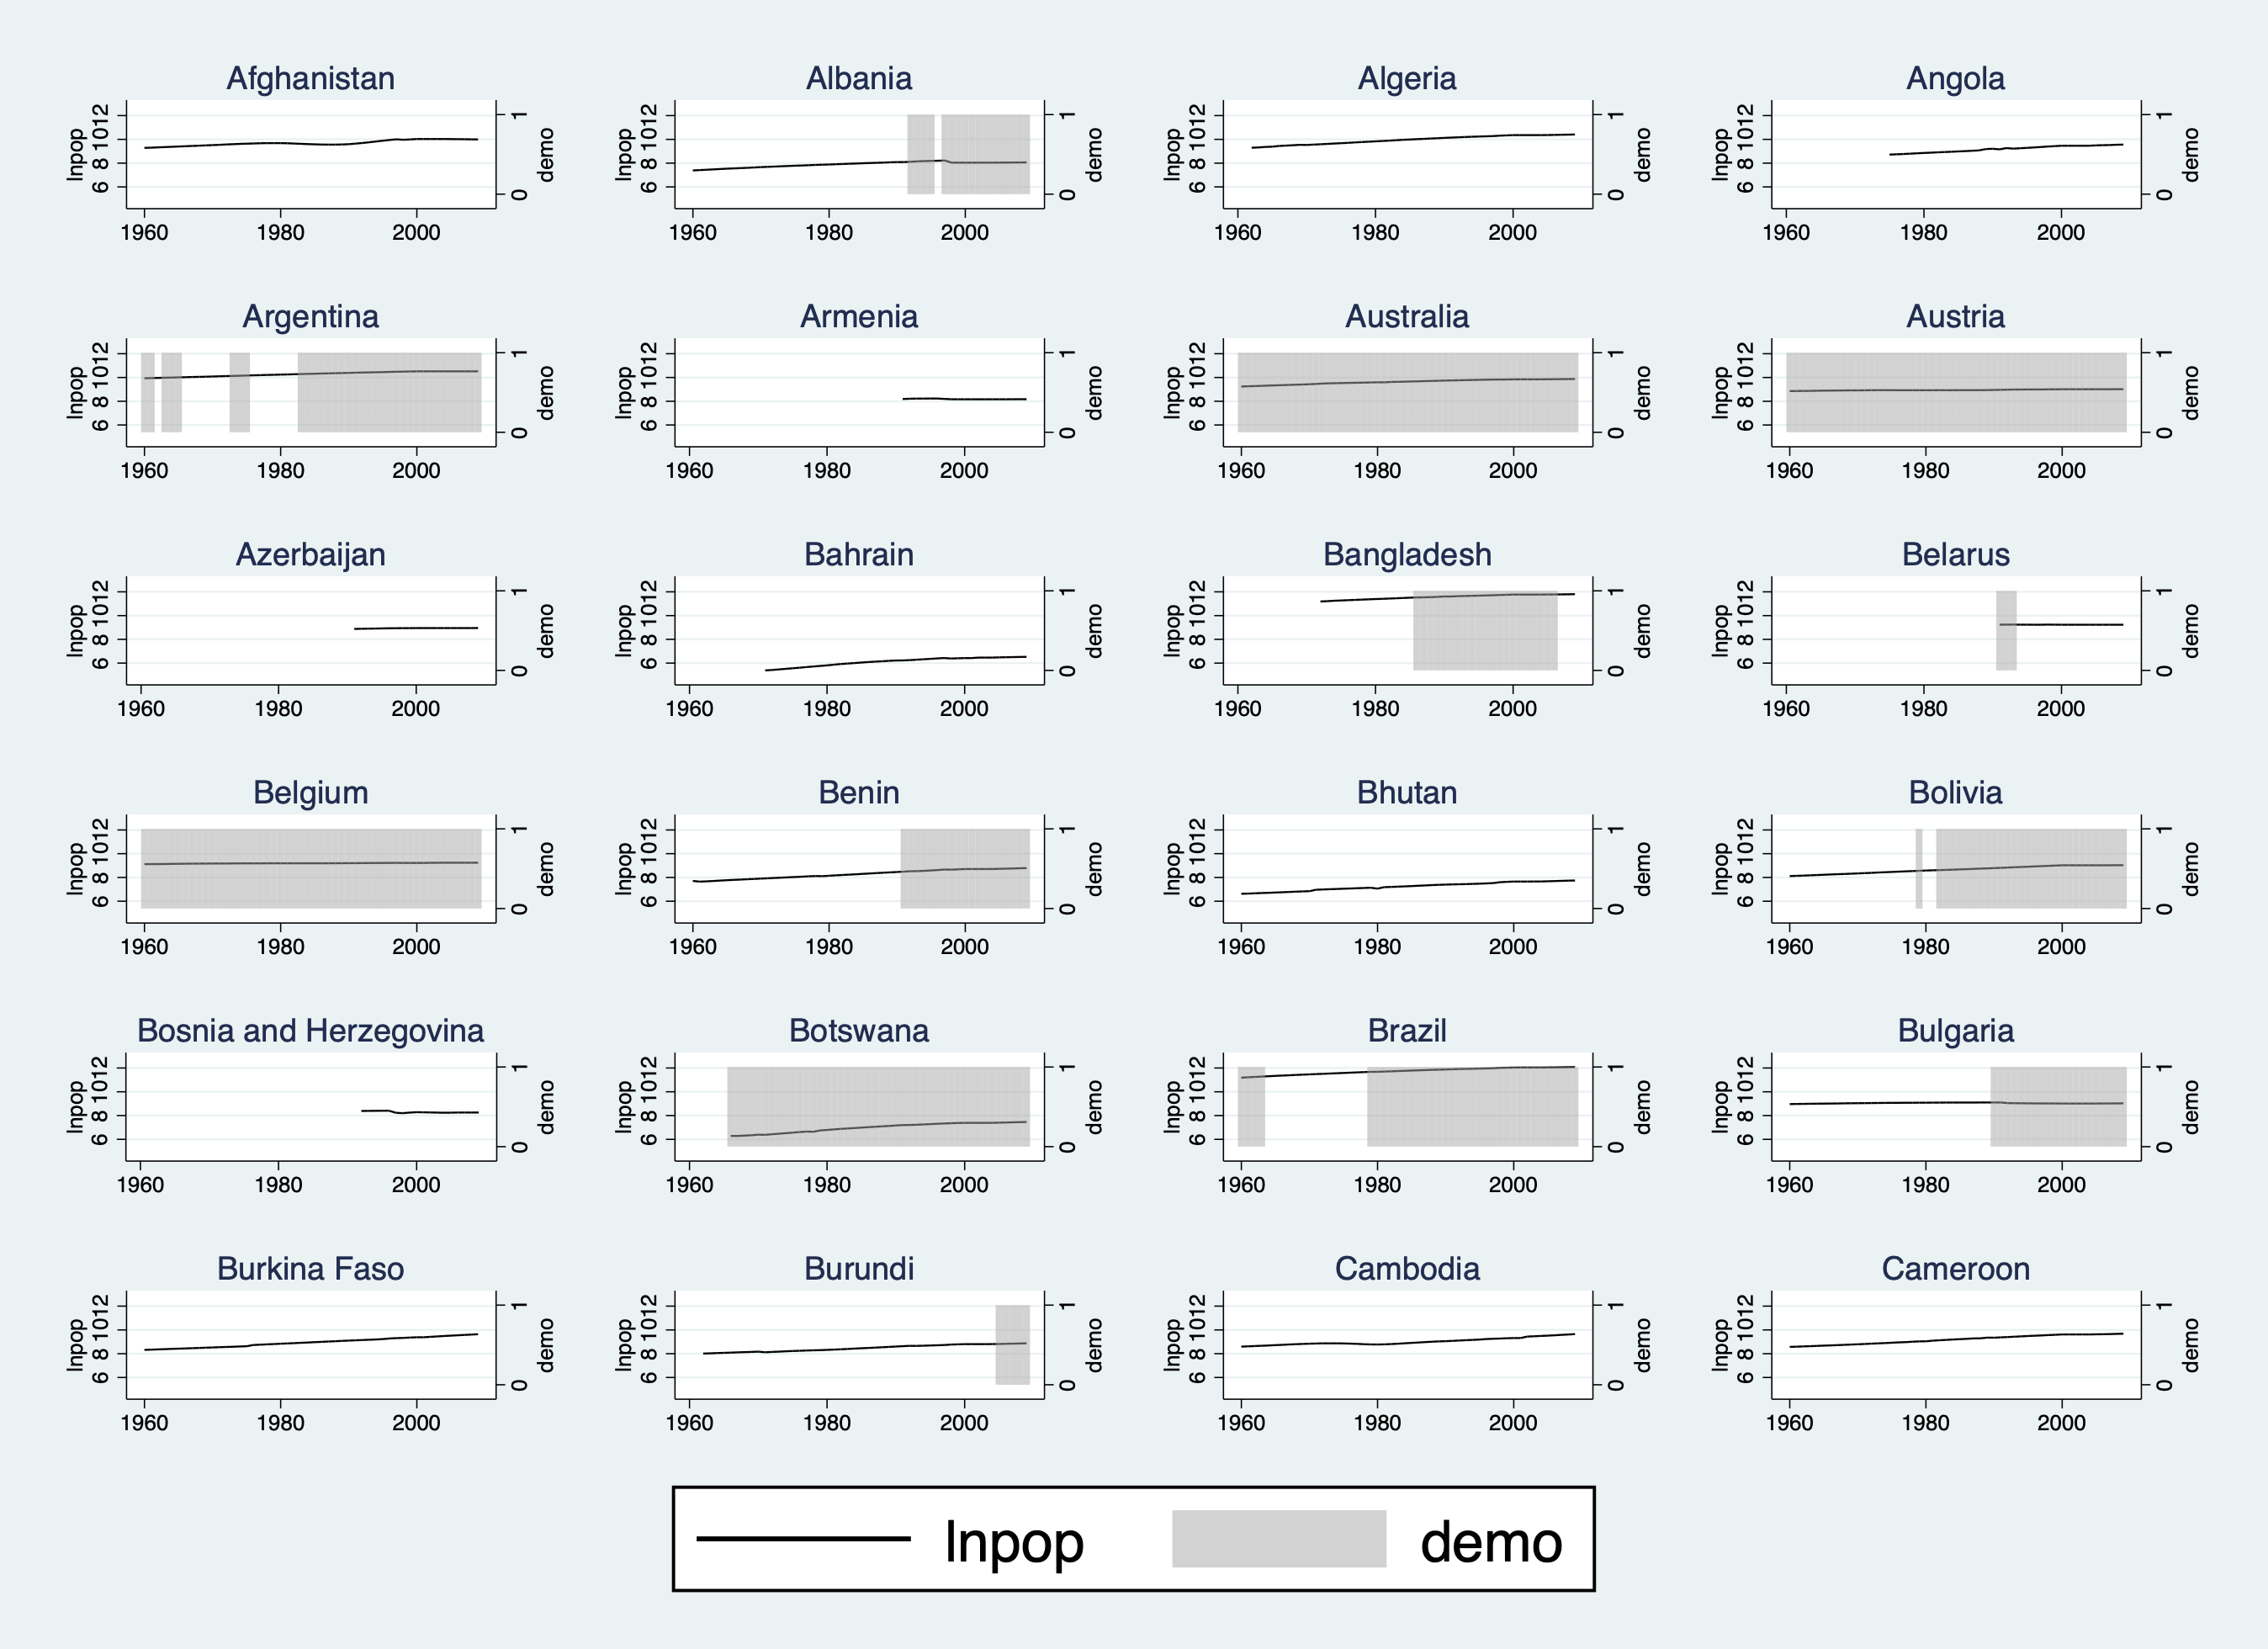 Afghanistan
lnpop
6 8 10 12
0 1
demo
1960 1980 2000
Albania
lnpop
6 8 10 12
0 1
demo
1960 1980 2000
Algeria
lnpop
6 8 10 12
0 1
demo
1960 1980 2000
Angola
lnpop
6 8 10 12
0 1
demo
1960 1980 2000
Argentina
lnpop
6 8 10 12
0 1
demo
1960 1980 2000
Armenia
lnpop
6 8 10 12
0 1
demo
1960 1980 2000
Australia
lnpop
6 8 10 12
0 1
demo
1960 1980 2000
Austria
lnpop
6 8 10 12
0 1
demo
1960 1980 2000
Azerbaijan
lnpop
6 8 10 12
0 1
demo
1960 1980 2000
Bahrain
lnpop
6 8 10 12
0 1
demo
1960 1980 2000
Bangladesh
lnpop
6 8 10 12
0 1
demo
1960 1980 2000
Belarus
lnpop
6 8 10 12
0 1
demo
1960 1980 2000
Belgium
lnpop
6 8 10 12
0 1
demo
1960 1980 2000
Benin
lnpop
6 8 10 12
0 1
demo
1960 1980 2000
Bhutan
lnpop
6 8 10 12
0 1
demo
1960 1980 2000
Bolivia
lnpop
6 8 10 12
0 1
demo
1960 1980 2000
Bosnia and Herzegovina
lnpop
6 8 10 12
0 1
demo
1960 1980 2000
Botswana
lnpop
6 8 10 12
0 1
demo
1960 1980 2000
Brazil
lnpop
6 8 10 12
0 1
demo
1960 1980 2000
Bulgaria
lnpop
6 8 10 12
0 1
demo
1960 1980 2000
Burkina Faso
lnpop
6 8 10 12
0 1
demo
1960 1980 2000
Burundi
lnpop
6 8 10 12
0 1
demo
1960 1980 2000
Cambodia
lnpop
6 8 10 12
0 1
demo
1960 1980 2000
Cameroon
lnpop
6 8 10 12
0 1
demo
1960 1980 2000
lnpop demo